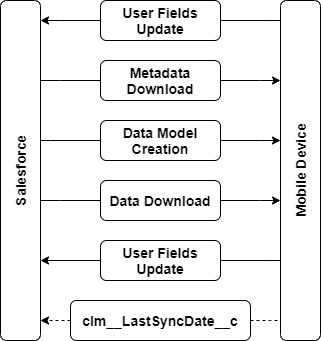 User Fields
Update
Metadata
Download
Data Model
Creation
Data Download
User Fields
Update
clm__LastSyncDate__c
Salesforce
Mobile Device